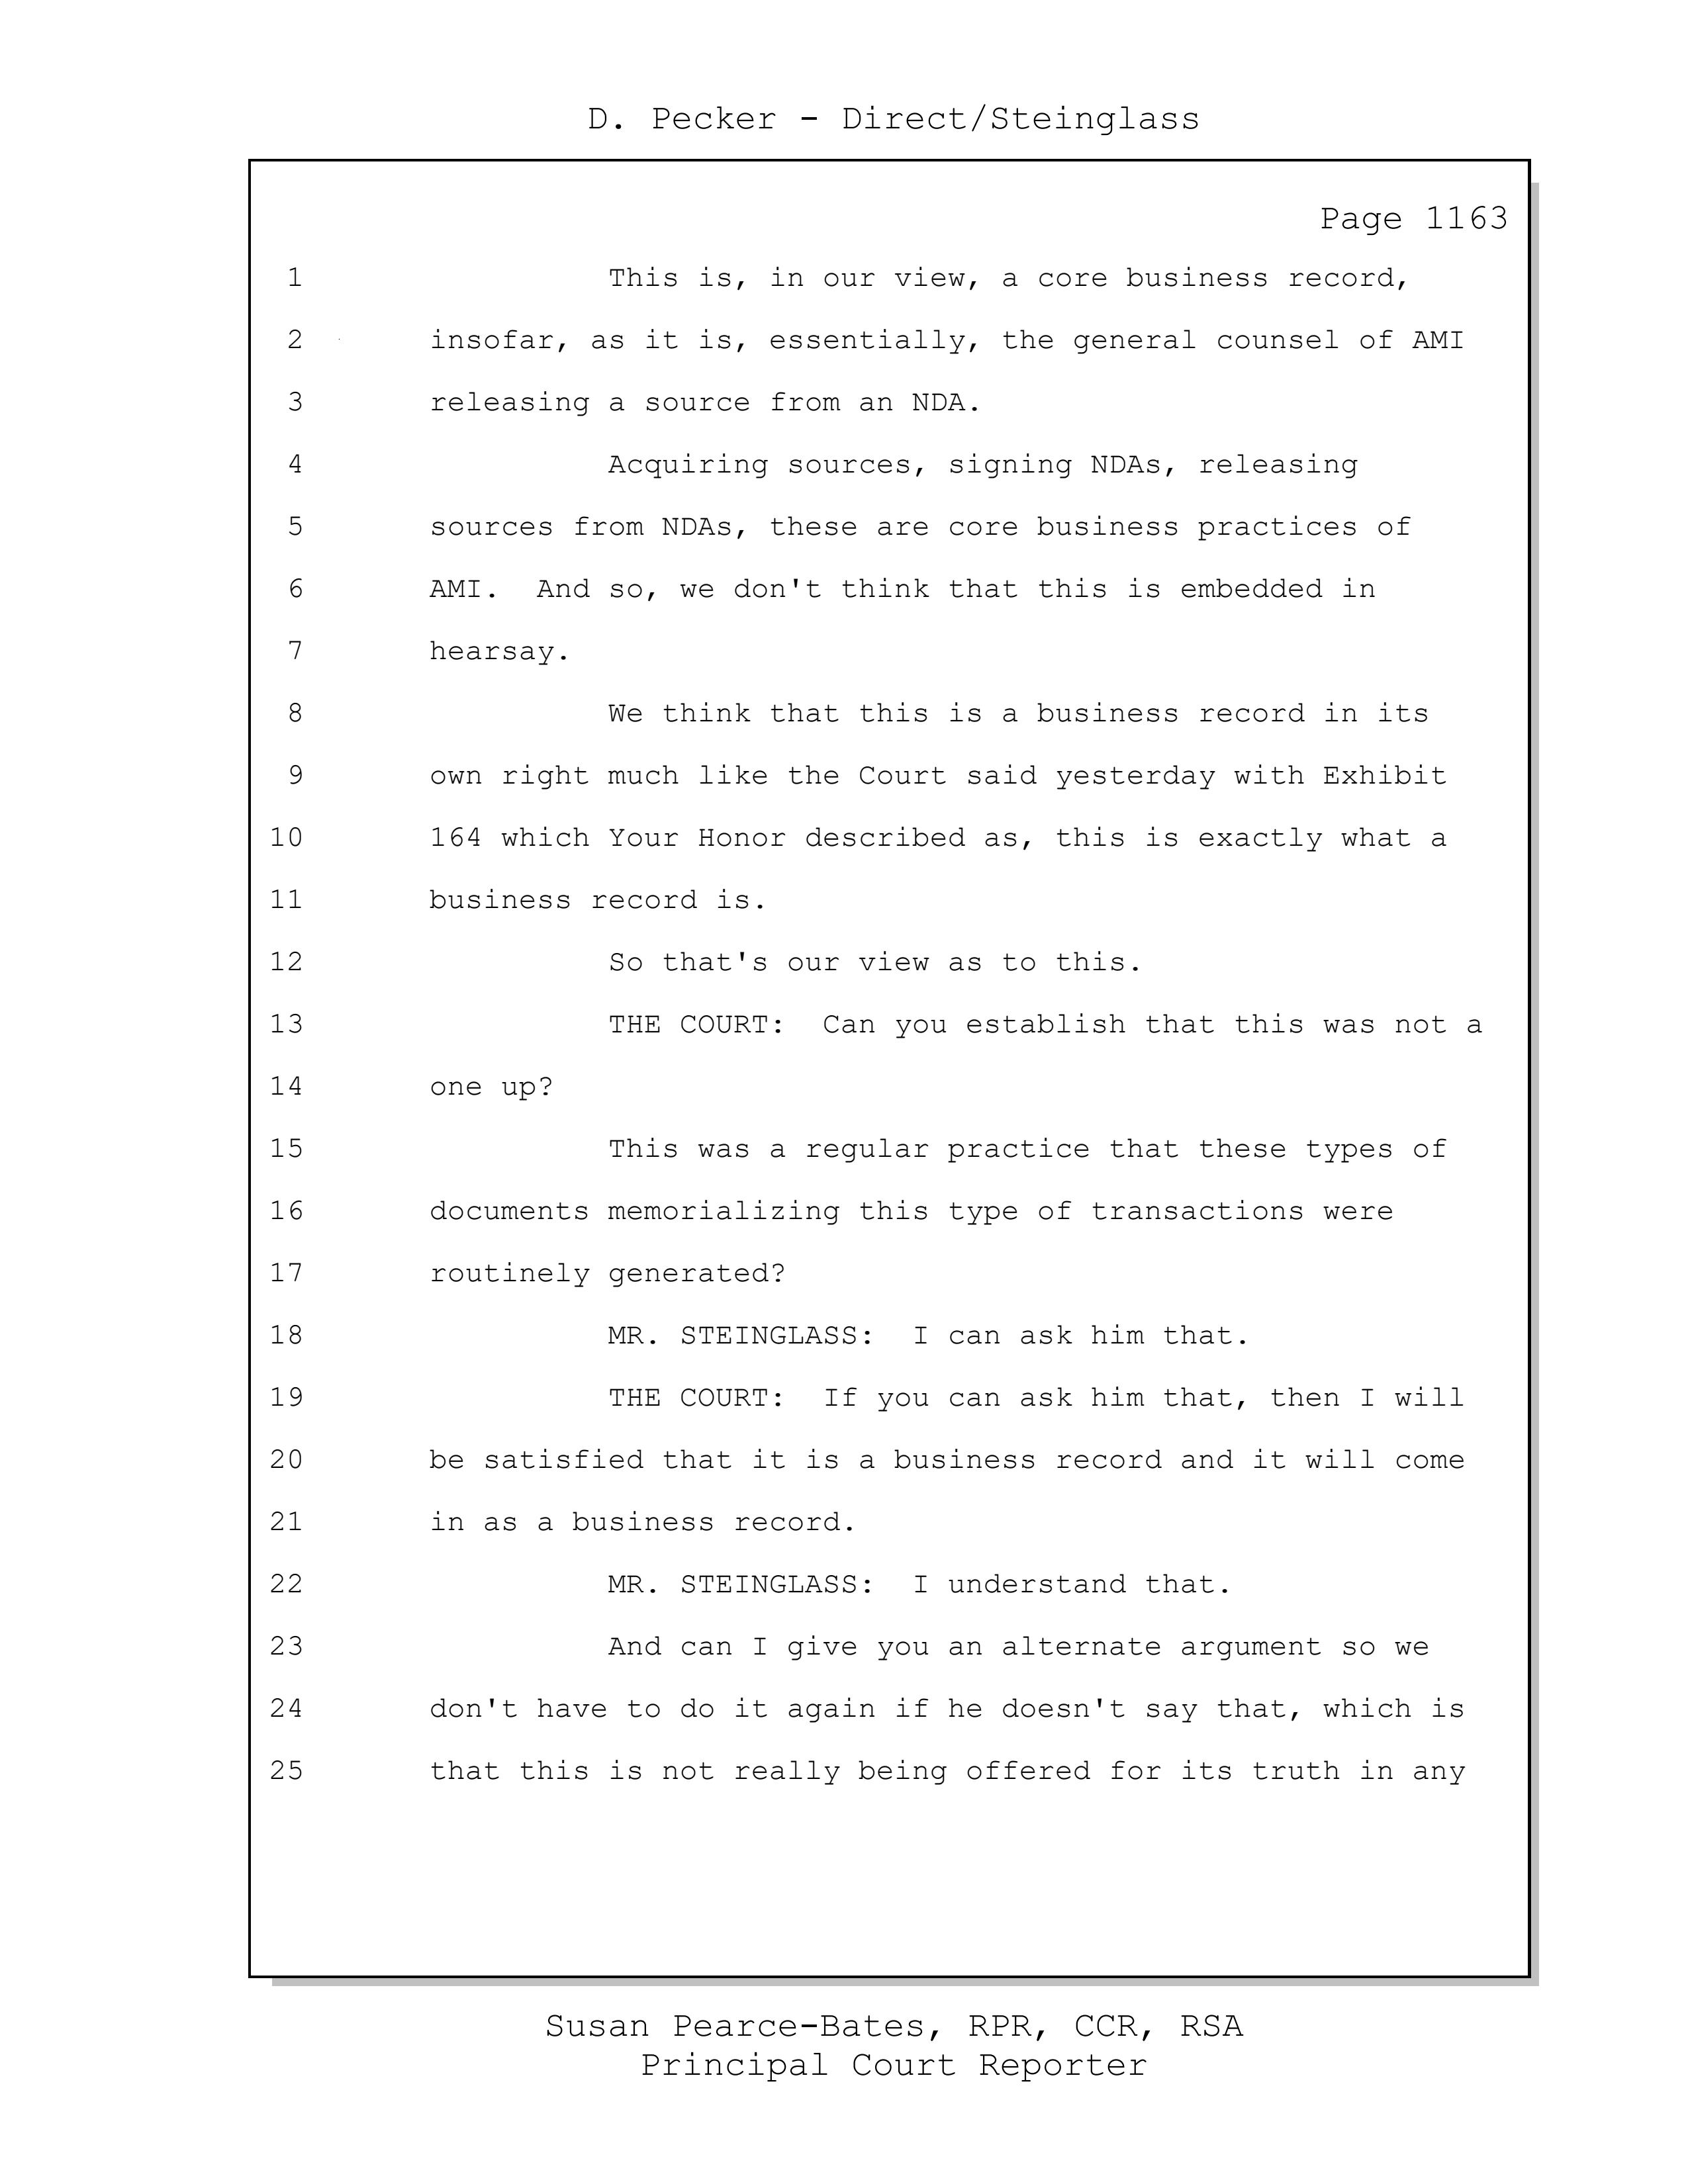 D. Pecker - Direct/Steinglass
Page 1163
1 This is, in our view, a core business record,
2 insofar, as it is, essentially, the general counsel of AMI
3 releasing a source from an NDA.
4 Acquiring sources, signing NDAs, releasing
5 sources from NDAs, these are core business practices of
6 AMI. And so, we don't think that this is embedded in
7 hearsay.
8 We think that this is a business record in its
9 own right much like the Court said yesterday with Exhibit
10 164 which Your Honor described as, this is exactly what a
11 business record is.
12 So that's our view as to this.
13 THE COURT: Can you establish that this was not a
14 one up?
15 This was a regular practice that these types of
16 documents memorializing this type of transactions were
17 routinely generated?
18 MR. STEINGLASS: I can ask him that.
19 THE COURT: If you can ask him that, then I will
20 be satisfied that it is a business record and it will come
21 in as a business record.
22 MR. STEINGLASS: I understand that.
23 And can I give you an alternate argument so we
24 don't have to do it again if he doesn't say that, which is
25 that this is not really being offered for its truth in any
Susan Pearce-Bates, RPR, CCR, RSA
Principal Court Reporter